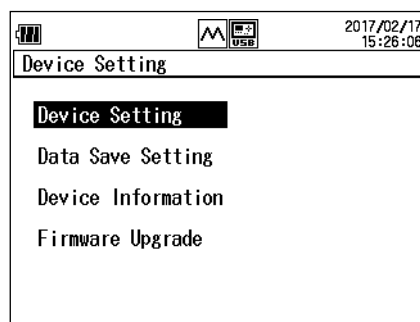 USB
2017/02/17
15:26:06
Device Setting
Device Setting
Data Save Setting
Device Information
Firmware Upgrade